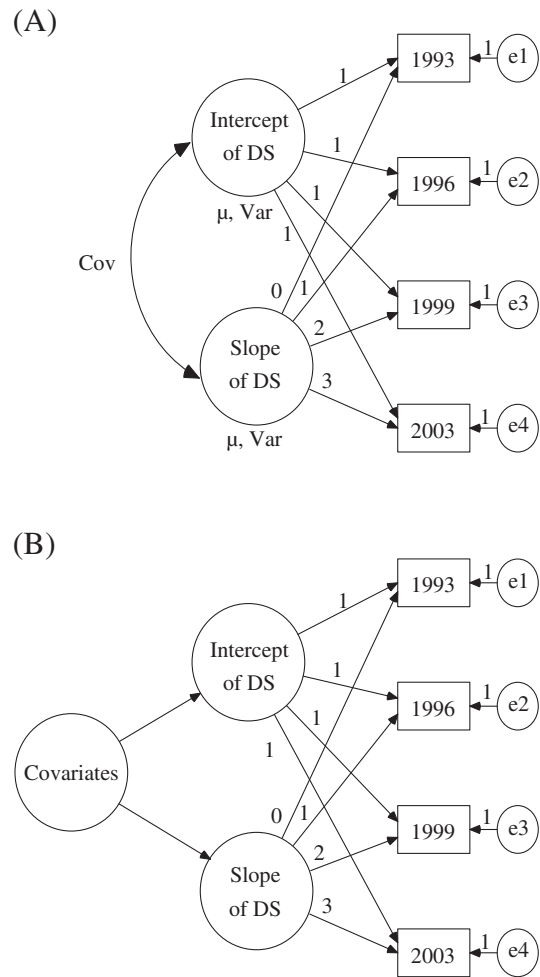 (A)
1993
1
e1
1
Intercept
of DS
1
1996
1
e2
μ, Var
1
1
Cov
0
1
1999
1
e3
2
Slope
of DS
3
μ, Var
2003
1
e4
(B)
1993
1
e1
1
Intercept
of DS
1
1996
1
e2
1
1
Covariates
0
1
1999
1
e3
2
Slope
of DS
3
2003
1
e4